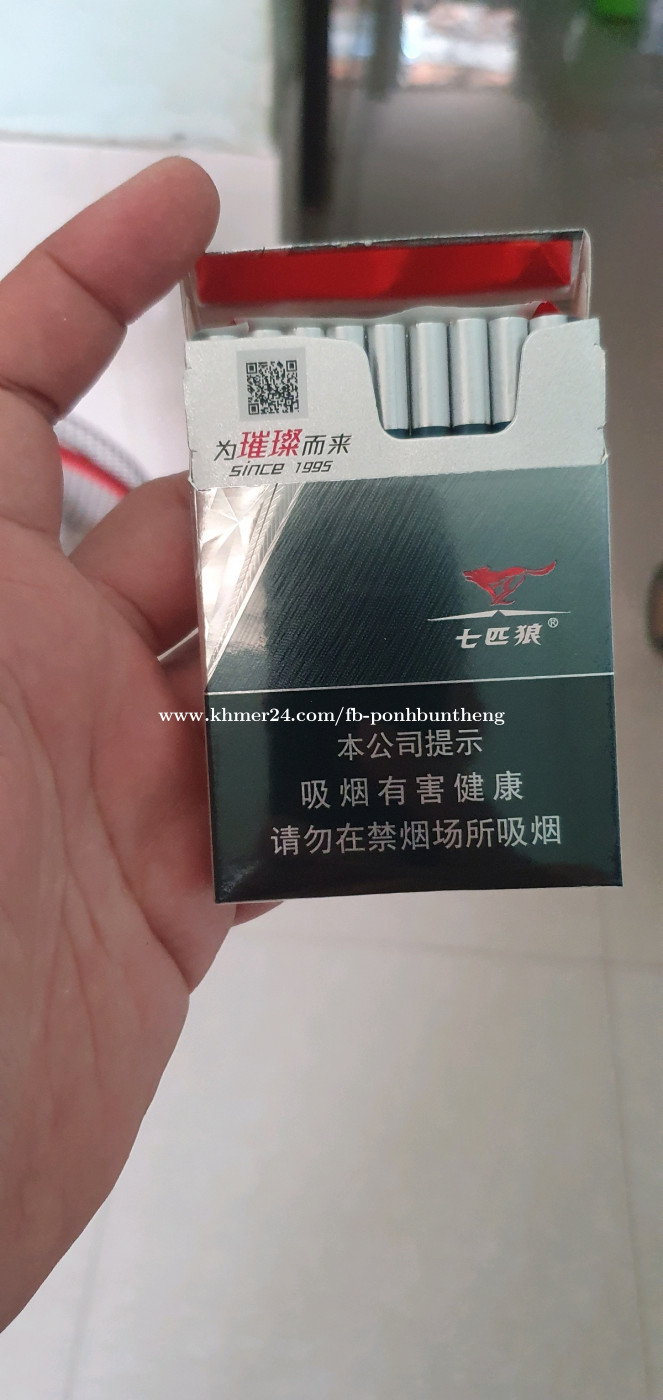 为璀璨而来
since 1995
七匹狼®
www.khmer24.com/fb-ponhbuntheng
本公司提示
吸烟有害健康
请勿在禁烟场所吸烟